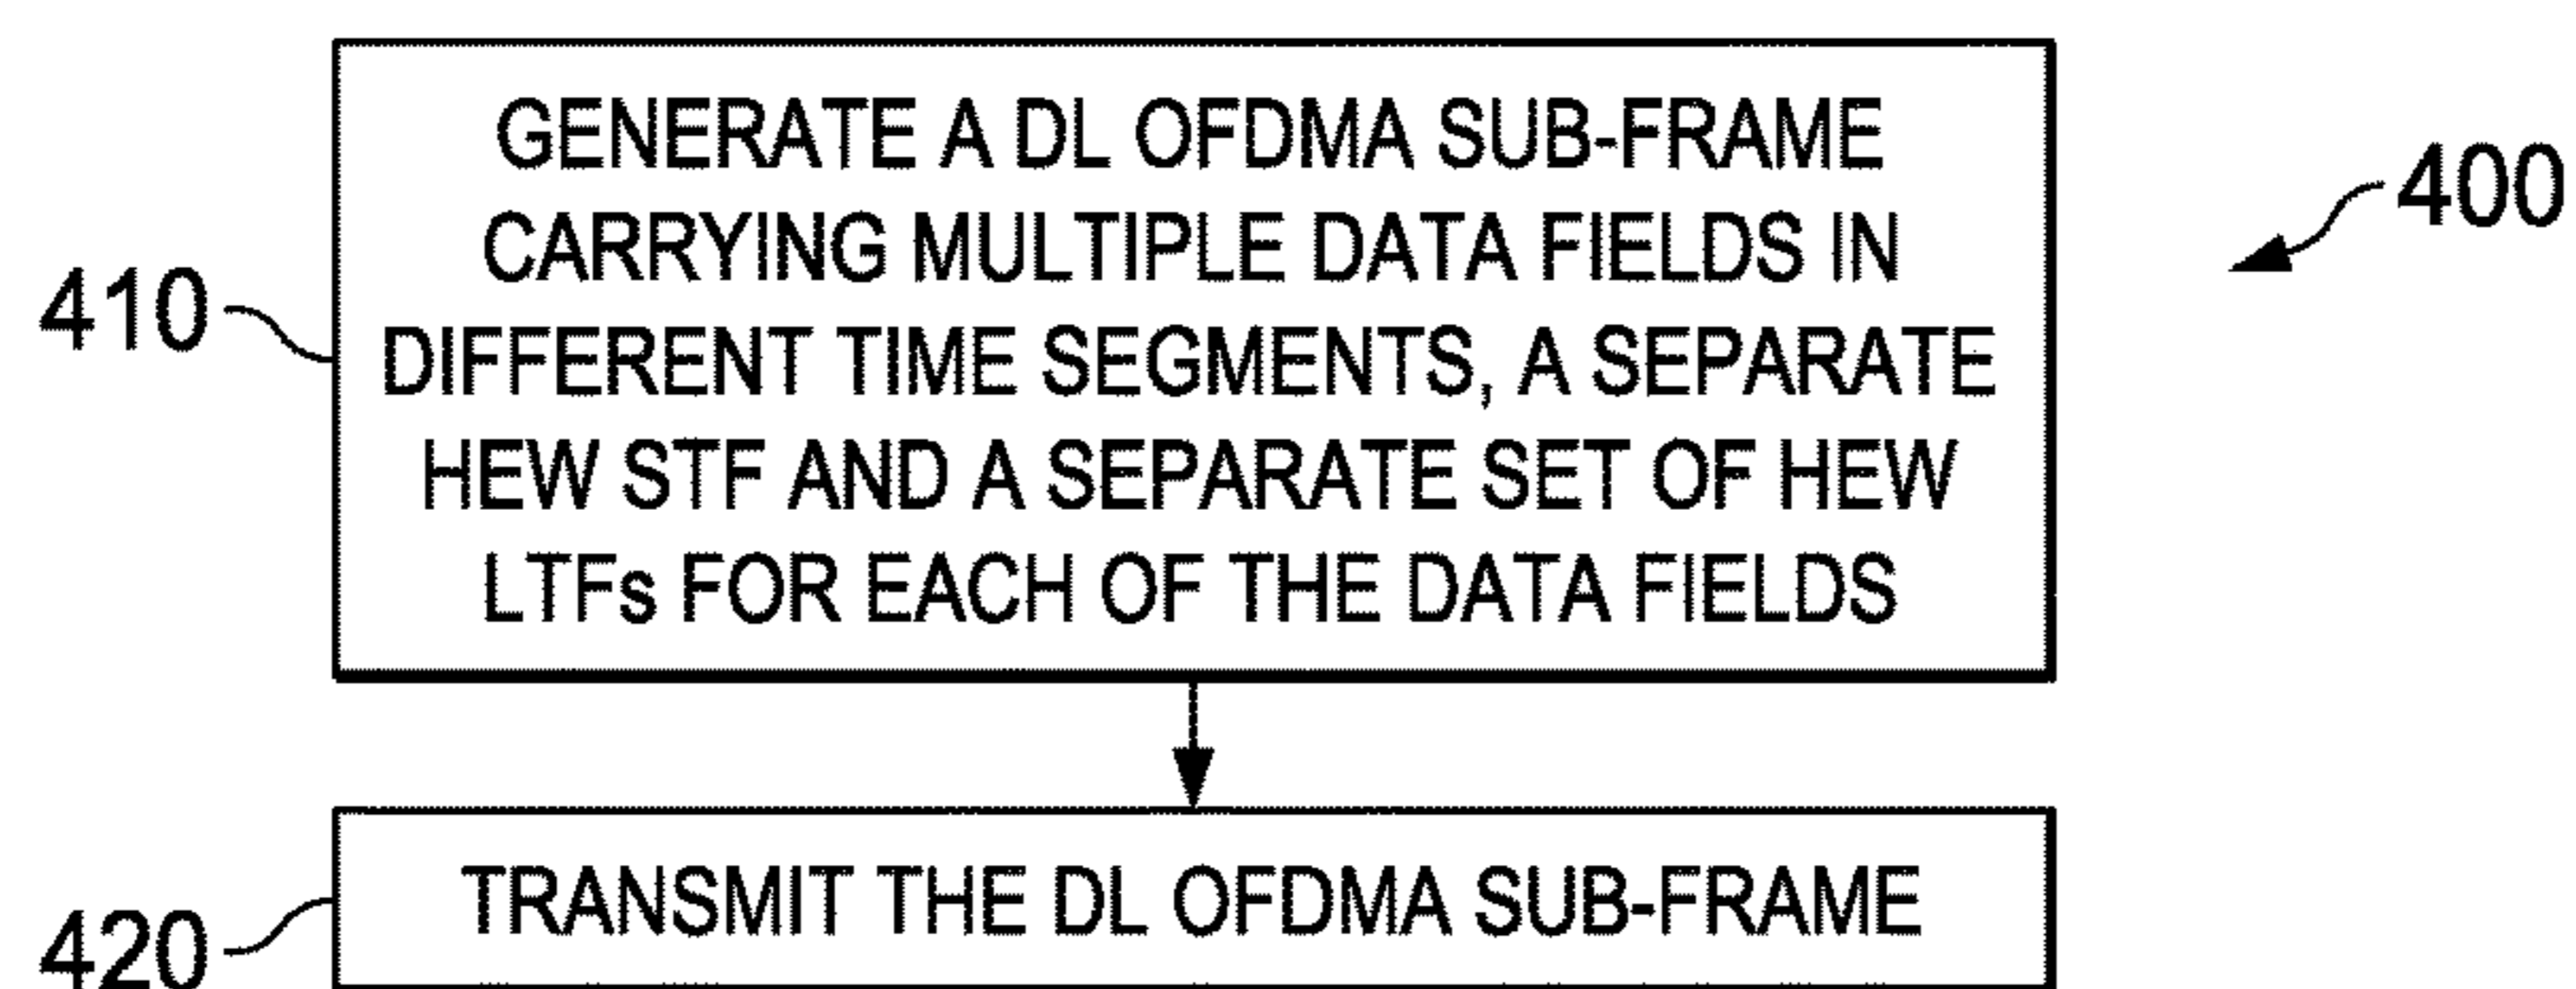 GENERATE A DL OFDMA SUB-FRAME
CARRYING MULTIPLE DATA FIELDS IN
DIFFERENT TIME SEGMENTS, A SEPARATE
HEW STF AND A SEPARATE SET OF HEW
LTFs FOR EACH OF THE DATA FIELDS
400
410
TRANSMIT THE DL OFDMA SUB-FRAME
420